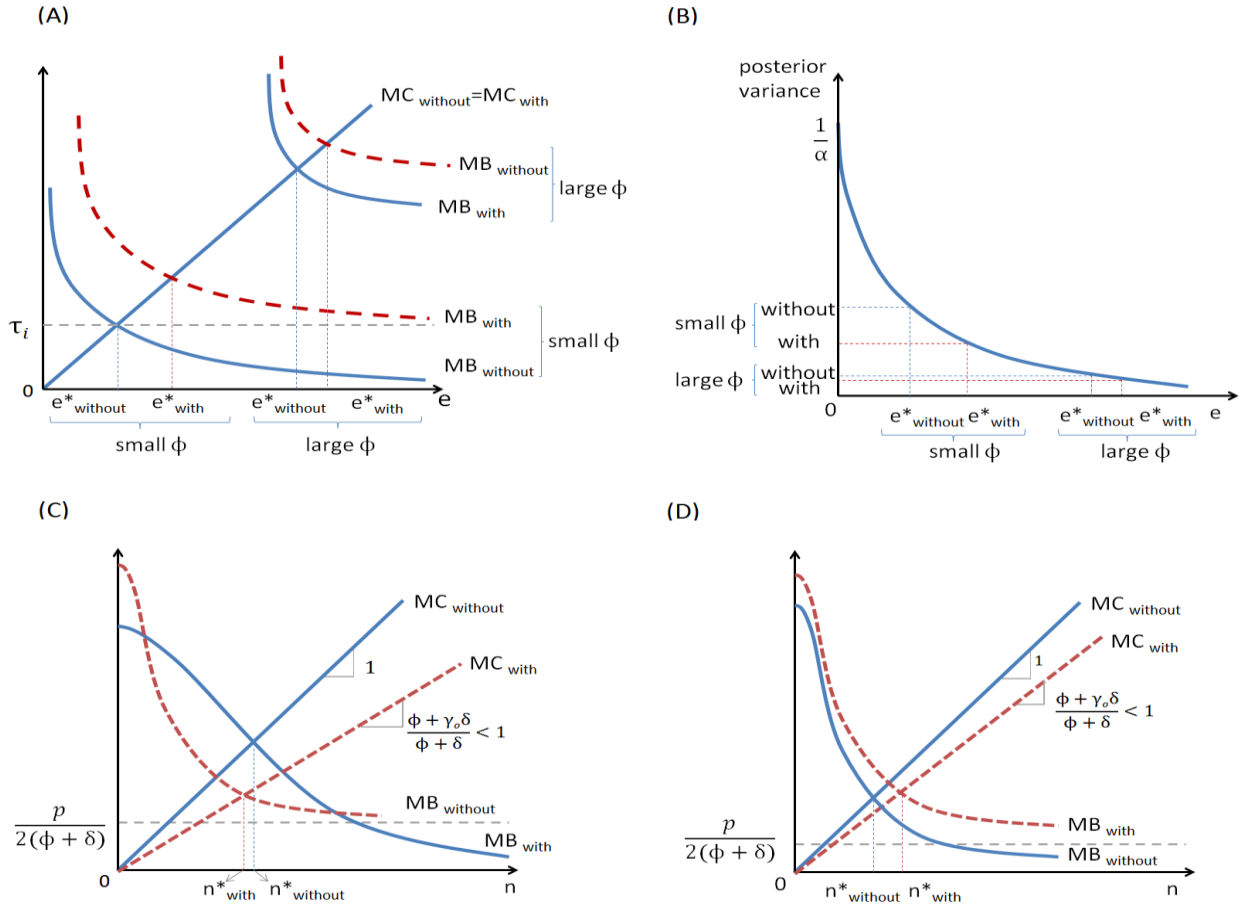 (A)
MC without=MC with
MB without
MB with
large ϕ
τi
MB with
MB without
small ϕ
0
e*without
e*with
e*without
e*with
e
small ϕ
large ϕ
(B)
posterior
variance
1
α
small ϕ
without
with
large ϕ
without
with
0
e*without
e*with
e*without
e*with
e
small ϕ
large ϕ
(C)
MC without
1
MC with
ϕ + γoδ
ϕ + δ
< 1
MB without
p
2(ϕ + δ)
MB with
0
n*with
n*without
n
(D)
MC without
1
MC with
ϕ + γoδ
ϕ + δ
< 1
MB with
p
2(ϕ + δ)
MB without
0
n*without
n*with
n